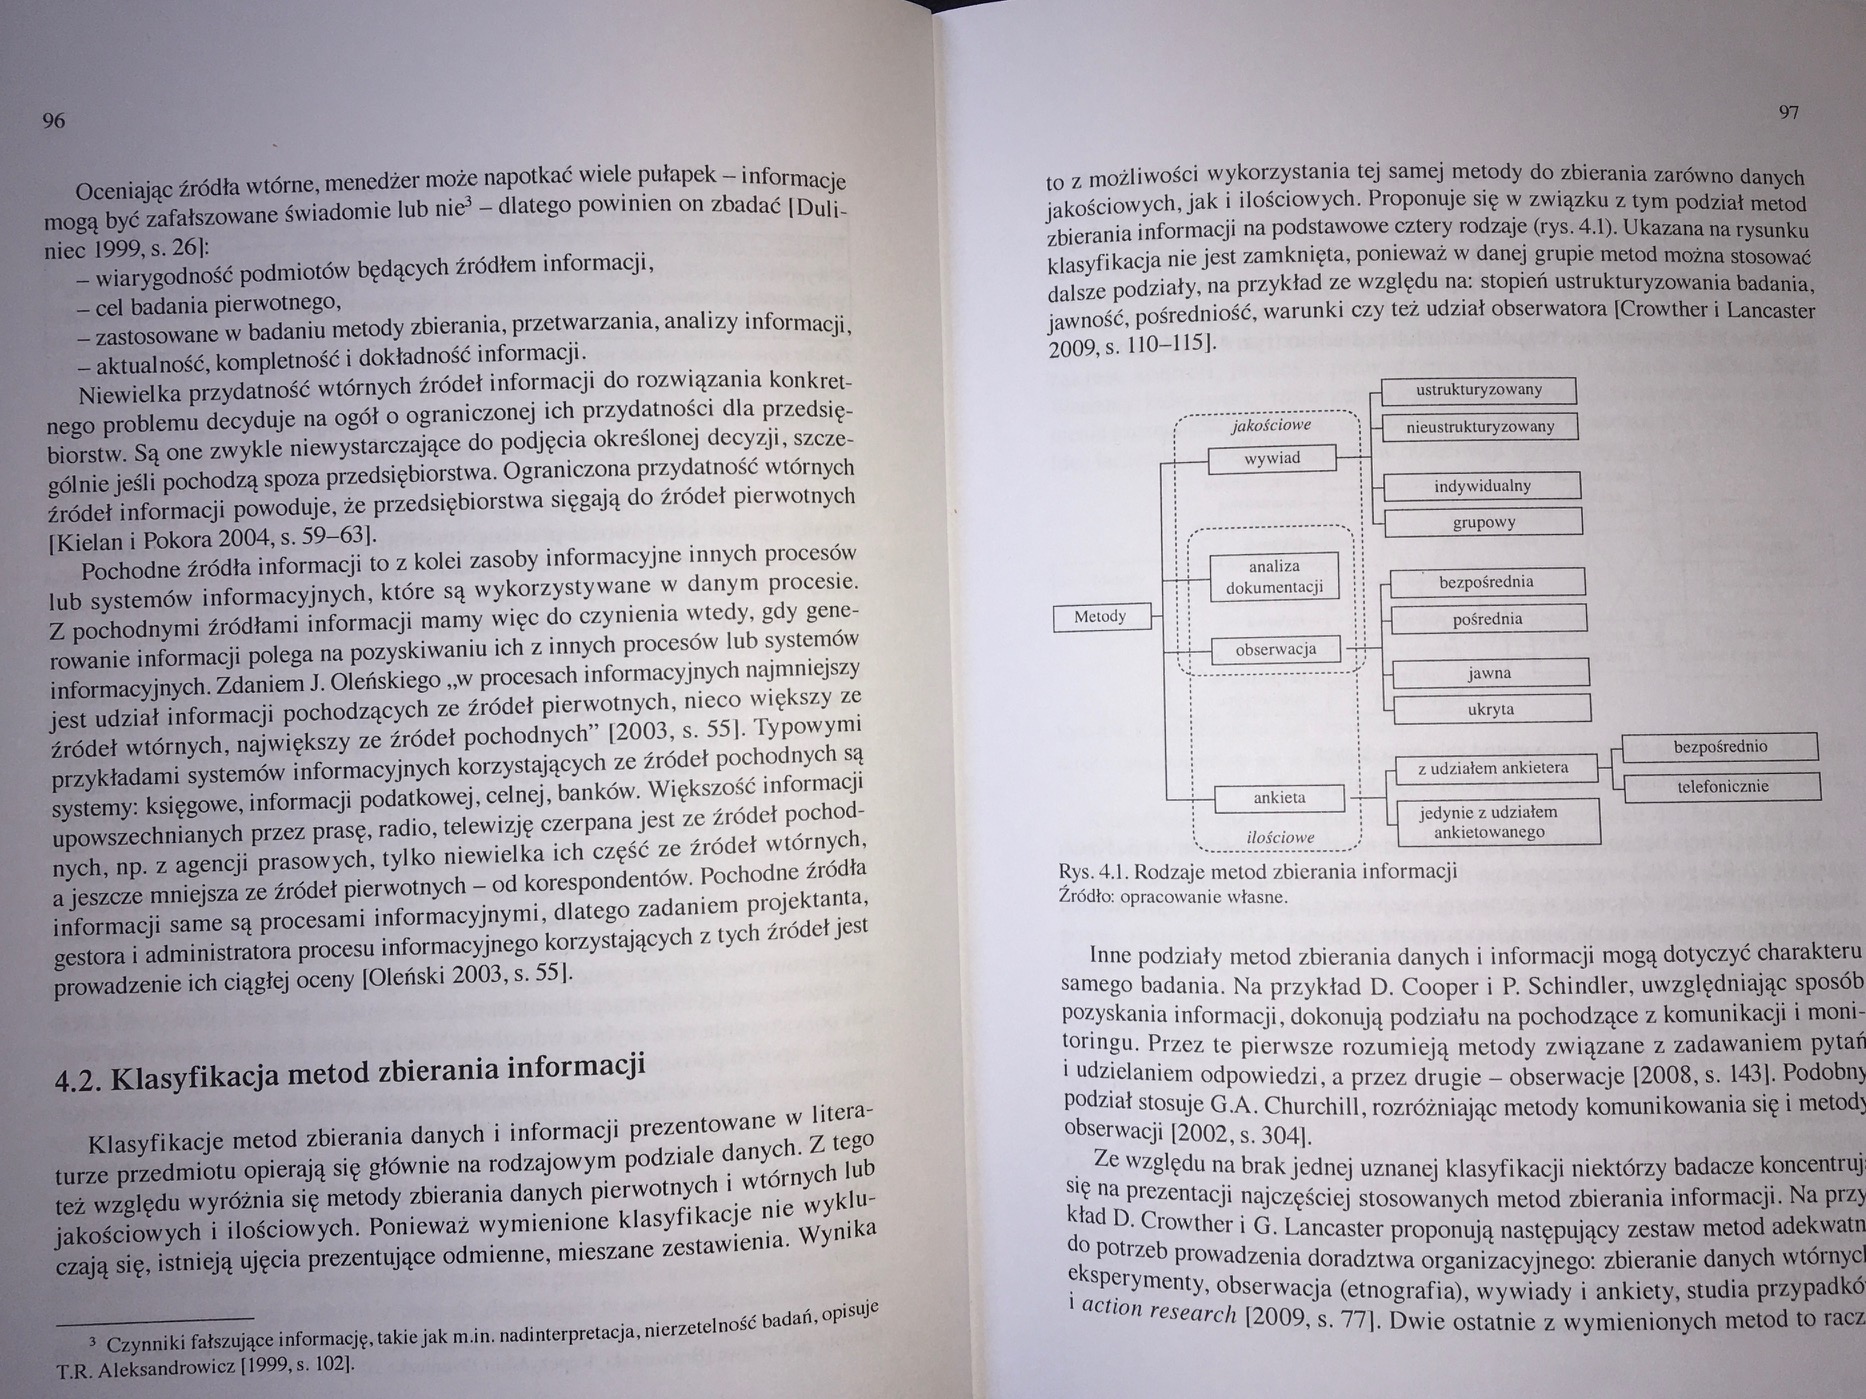 96
Oceniając źródła wtórne, menedżer może napotkać wiele pułapek – informacje
mogą być zafałszowane świadomie lub nie³ – dlatego powinien on zbadać [Duli-
niec 1999, s. 26]:
– wiarygodność podmiotów będących źródłem informacji,
– cel badania pierwotnego,
– zastosowane w badaniu metody zbierania, przetwarzania, analizy informacji,
– aktualność, kompletność i dokładność informacji.
Niewielka przydatność wtórnych źródeł informacji do rozwiązania konkret-
nego problemu decyduje na ogół o ograniczonej ich przydatności dla przedsię-
biorstw. Są one zwykle niewystarczające do podjęcia określonej decyzji, szcze-
gólnie jeśli pochodzą spoza przedsiębiorstwa. Ograniczona przydatność wtórnych
źródeł informacji powoduje, że przedsiębiorstwa sięgają do źródeł pierwotnych
[Kielan i Pokora 2004, s. 59–63].
Pochodne źródła informacji to z kolei zasoby informacyjne innych procesów
lub systemów informacyjnych, które są wykorzystywane w danym procesie.
Z pochodnymi źródłami informacji mamy więc do czynienia wtedy, gdy gene-
rowanie informacji polega na pozyskiwaniu ich z innych procesów lub systemów
informacyjnych. Zdaniem J. Oleńskiego „w procesach informacyjnych najmniejszy
jest udział informacji pochodzących ze źródeł pierwotnych, nieco większy ze
źródeł wtórnych, największy ze źródeł pochodnych” [2003, s. 55]. Typowymi
przykładami systemów informacyjnych korzystających ze źródeł pochodnych są
systemy: księgowe, informacji podatkowej, celnej, banków. Większość informacji
upowszechnianych przez prasę, radio, telewizję czerpana jest ze źródeł pochod-
nych, np. z agencji prasowych, tylko niewielka ich część ze źródeł wtórnych,
a jeszcze mniejsza ze źródeł pierwotnych – od korespondentów. Pochodne źródła
informacji same są procesami informacyjnymi, dlatego zadaniem projektanta,
gestora i administratora procesu informacyjnego korzystających z tych źródeł jest
prowadzenie ich ciągłej oceny [Oleński 2003, s. 55].
4.2. Klasyfikacja metod zbierania informacji
Klasyfikacje metod zbierania danych i informacji prezentowane w litera-
turze przedmiotu opierają się głównie na rodzajowym podziale danych. Z tego
też względu wyróżnia się metody zbierania danych pierwotnych i wtórnych lub
jakościowych i ilościowych. Ponieważ wymienione klasyfikacje nie wyklu-
czają się, istnieją ujęcia prezentujące odmienne, mieszane zestawienia. Wynika
³ Czynniki fałszujące informację, takie jak m.in. nadinterpretacja, nierzetelność badań, opisuje
T.R. Aleksandrowicz [1999, s. 102].
97
to z możliwości wykorzystania tej samej metody do zbierania zarówno danych
jakościowych, jak i ilościowych. Proponuje się w związku z tym podział metod
zbierania informacji na podstawowe cztery rodzaje (rys. 4.1). Ukazana na rysunku
klasyfikacja nie jest zamknięta, ponieważ w danej grupie metod można stosować
dalsze podziały, na przykład ze względu na: stopień ustrukturyzowania badania,
jawność, pośredniość, warunki czy też udział obserwatora [Crowther i Lancaster
2009, s. 110–115].
Metody
jakościowe
wywiad
analiza
dokumentacji
obserwacja
ankieta
ilościowe
ustrukturyzowany
nieustrukturyzowany
indywidualny
grupowy
bezpośrednia
pośrednia
jawna
ukryta
z udziałem ankietera
jedynie z udziałem
ankietowanego
bezpośrednio
telefonicznie
Rys. 4.1. Rodzaje metod zbierania informacji
Źródło: opracowanie własne.
Inne podziały metod zbierania danych i informacji mogą dotyczyć charakteru
samego badania. Na przykład D. Cooper i P. Schindler, uwzględniając sposób
pozyskania informacji, dokonują podziału na pochodzące z komunikacji i moni-
toringu. Przez te pierwsze rozumieją metody związane z zadawaniem pytań
i udzielaniem odpowiedzi, a przez drugie – obserwacje [2008, s. 143]. Podobny
podział stosuje G.A. Churchill, rozróżniając metody komunikowania się i metody
obserwacji [2002, s. 304].
Ze względu na brak jednej uznanej klasyfikacji niektórzy badacze koncentruj
się na prezentacji najczęściej stosowanych metod zbierania informacji. Na przy
kład D. Crowther i G. Lancaster proponują następujący zestaw metod adekwatn
do potrzeb prowadzenia doradztwa organizacyjnego: zbieranie danych wtórnyc
eksperymenty, obserwacja (etnografia), wywiady i ankiety, studia przypadkó
i action research [2009, s. 77]. Dwie ostatnie z wymienionych metod to racz